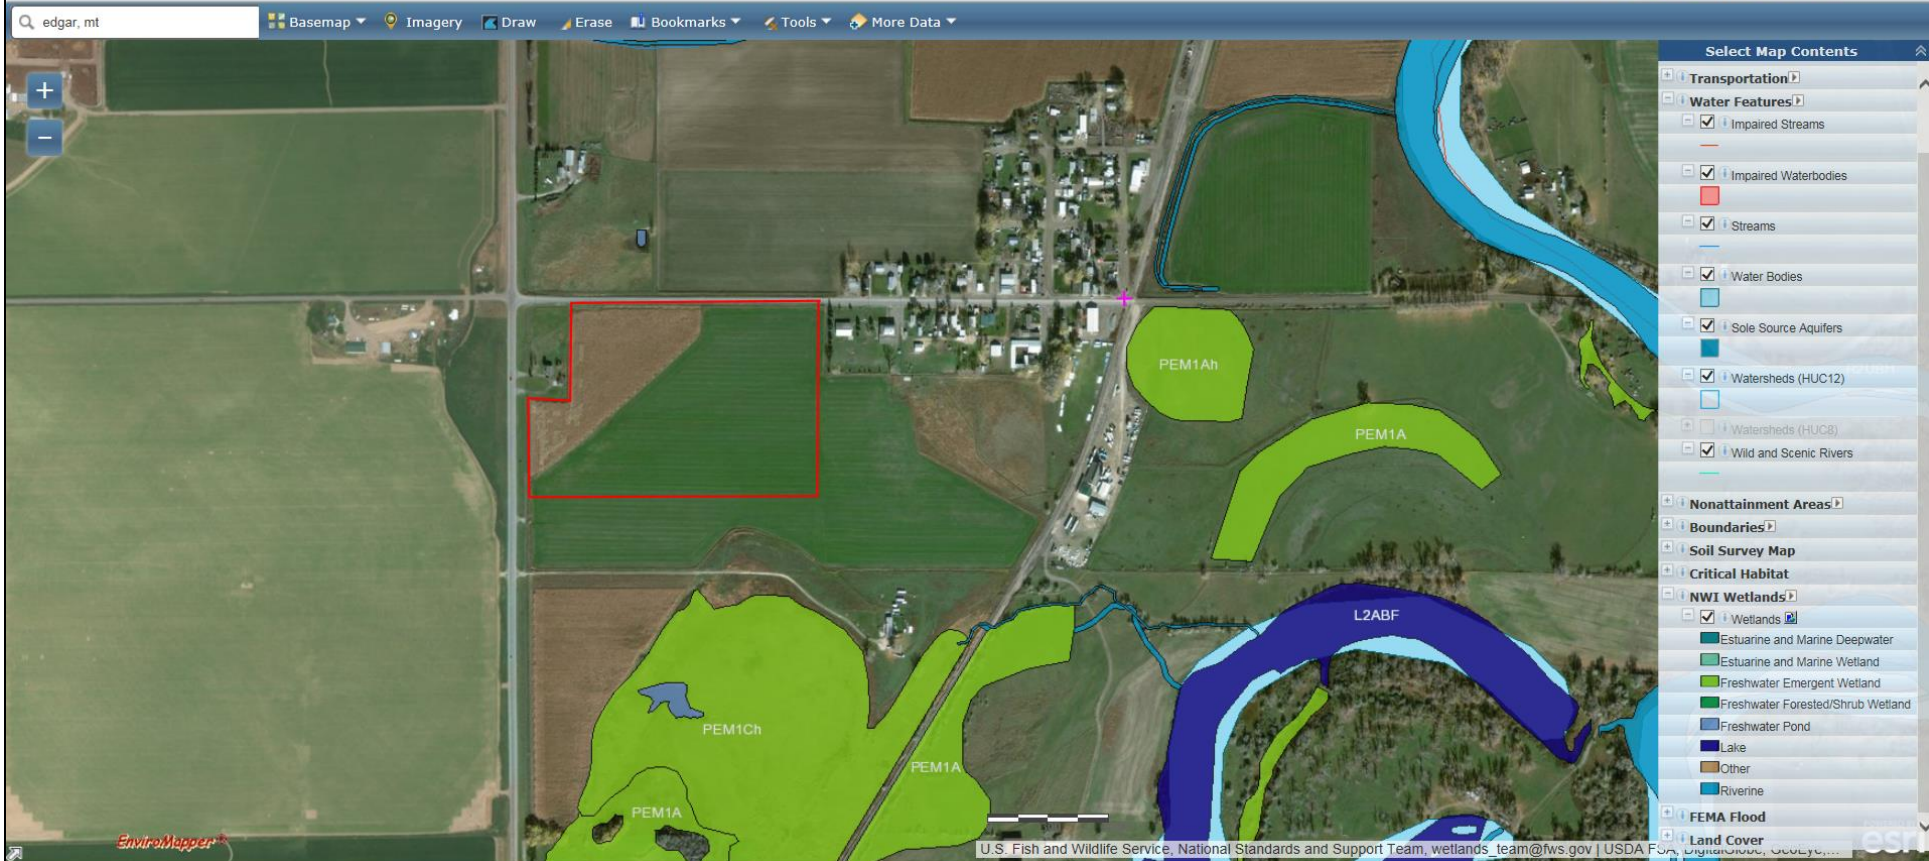 edgar, mt
Basemap
Imagery
Draw
Erase
Bookmarks
Tools
More Data
Select Map Contents
Transportation
Water Features
Impaired Streams
Impaired Waterbodies
Streams
Water Bodies
Sole Source Aquifers
Watersheds (HUC12)
Watersheds (HUC8)
Wild and Scenic Rivers
Nonattainment Areas
Boundaries
Soil Survey Map
Critical Habitat
NWI Wetlands
Wetlands
Estuarine and Marine Deepwater
Estuarine and Marine Wetland
Freshwater Emergent Wetland
Freshwater Forested/Shrub Wetland
Freshwater Pond
Lake
Other
Riverine
FEMA Flood
Land Cover
PEM1Ah
PEM1A
L2ABF
PEM1Ch
PEM1A
PEM1A
EnviroMapper
U.S. Fish and Wildlife Service, National Standards and Support Team, wetlands_team@fws.gov | USDA FSA, DigitalGlobe, GeoEye,...
esri